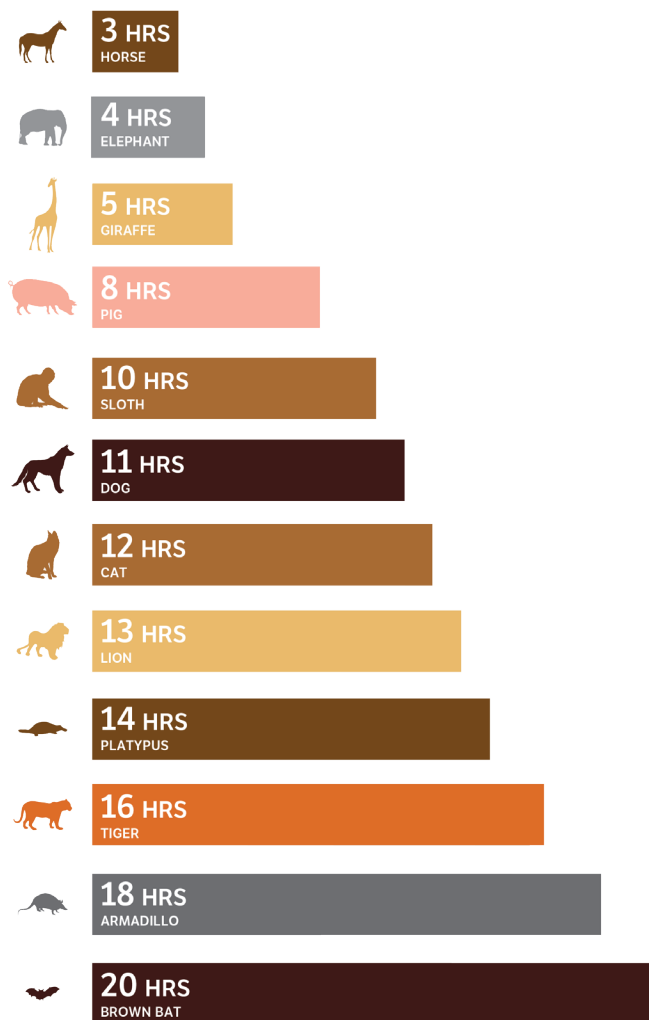 3 HRS
HORSE
4 HRS
ELEPHANT
5 HRS
GIRAFFE
8 HRS
PIG
10 HRS
SLOTH
11 HRS
DOG
12 HRS
CAT
13 HRS
LION
14 HRS
PLATYPUS
16 HRS
TIGER
18 HRS
ARMADILLO
20 HRS
BROWN BAT